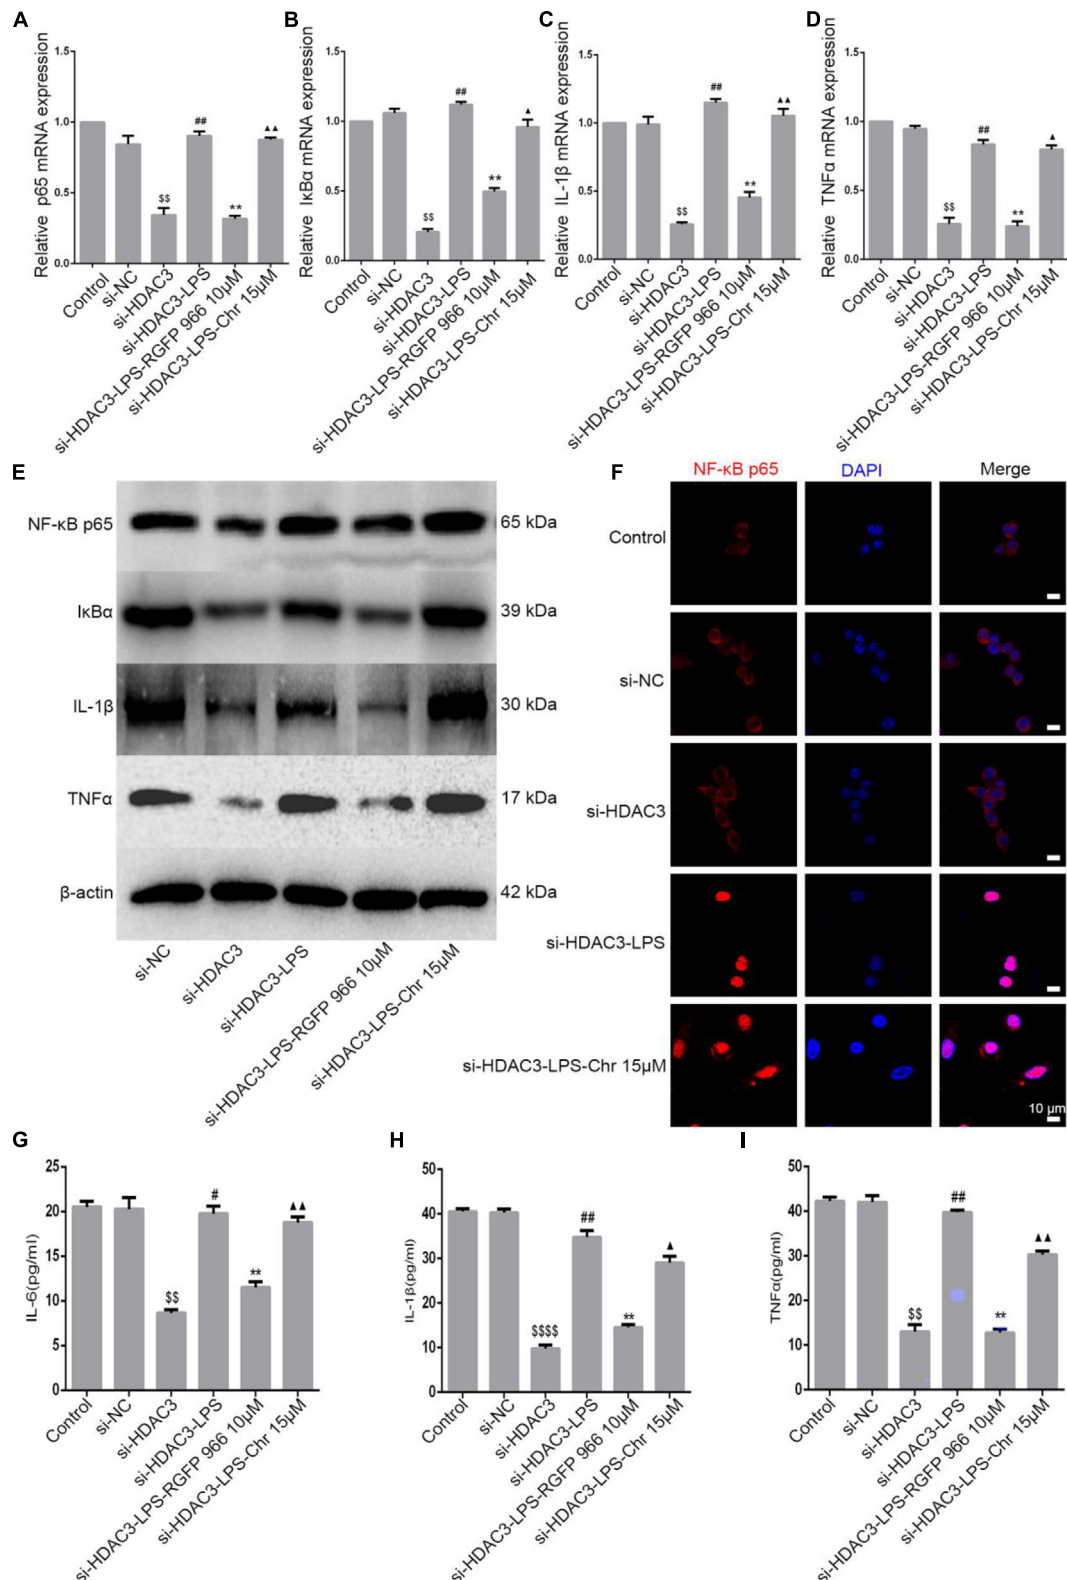 A
Relative p65 mRNA expression
1.5
1.0
0.5
0.0
$$
##
**
▲▲
Control
si-NC
si-HDAC3
si-HDAC3-LPS
si-HDAC3-LPS-RGFP 966 10μM
si-HDAC3-LPS-Chr 15μM
B
Relative IκBα mRNA expression
1.5
1.0
0.5
0.0
$$
##
**
▲
Control
si-NC
si-HDAC3
si-HDAC3-LPS
si-HDAC3-LPS-RGFP 966 10μM
si-HDAC3-LPS-Chr 15μM
C
Relative IL-1β mRNA expression
1.5
1.0
0.5
0.0
$$
##
**
▲▲
Control
si-NC
si-HDAC3
si-HDAC3-LPS
si-HDAC3-LPS-RGFP 966 10μM
si-HDAC3-LPS-Chr 15μM
D
Relative TNFα mRNA expression
1.5
1.0
0.5
0.0
$$
##
**
▲
Control
si-NC
si-HDAC3
si-HDAC3-LPS
si-HDAC3-LPS-RGFP 966 10μM
si-HDAC3-LPS-Chr 15μM
E
NF-κB p65 65 kDa
IκBα 39 kDa
IL-1β 30 kDa
TNFα 17 kDa
β-actin 42 kDa
si-NC
si-HDAC3
si-HDAC3-LPS
si-HDAC3-LPS-RGFP 966 10μM
si-HDAC3-LPS-Chr 15μM
F
NF-κB p65 DAPI Merge
Control
si-NC
si-HDAC3
si-HDAC3-LPS
si-HDAC3-LPS-Chr 15μM
10 μm
G
IL-6(pg/ml)
25
20
15
10
5
0
$$
#
**
▲▲
Control
si-NC
si-HDAC3
si-HDAC3-LPS
si-HDAC3-LPS-RGFP 966 10μM
si-HDAC3-LPS-Chr 15μM
H
IL-1β(pg/ml)
50
40
30
20
10
0
$$$$
##
**
▲
Control
si-NC
si-HDAC3
si-HDAC3-LPS
si-HDAC3-LPS-RGFP 966 10μM
si-HDAC3-LPS-Chr 15μM
I
TNFα(pg/ml)
50
40
30
20
10
0
$$
##
**
▲▲
Control
si-NC
si-HDAC3
si-HDAC3-LPS
si-HDAC3-LPS-RGFP 966 10μM
si-HDAC3-LPS-Chr 15μM